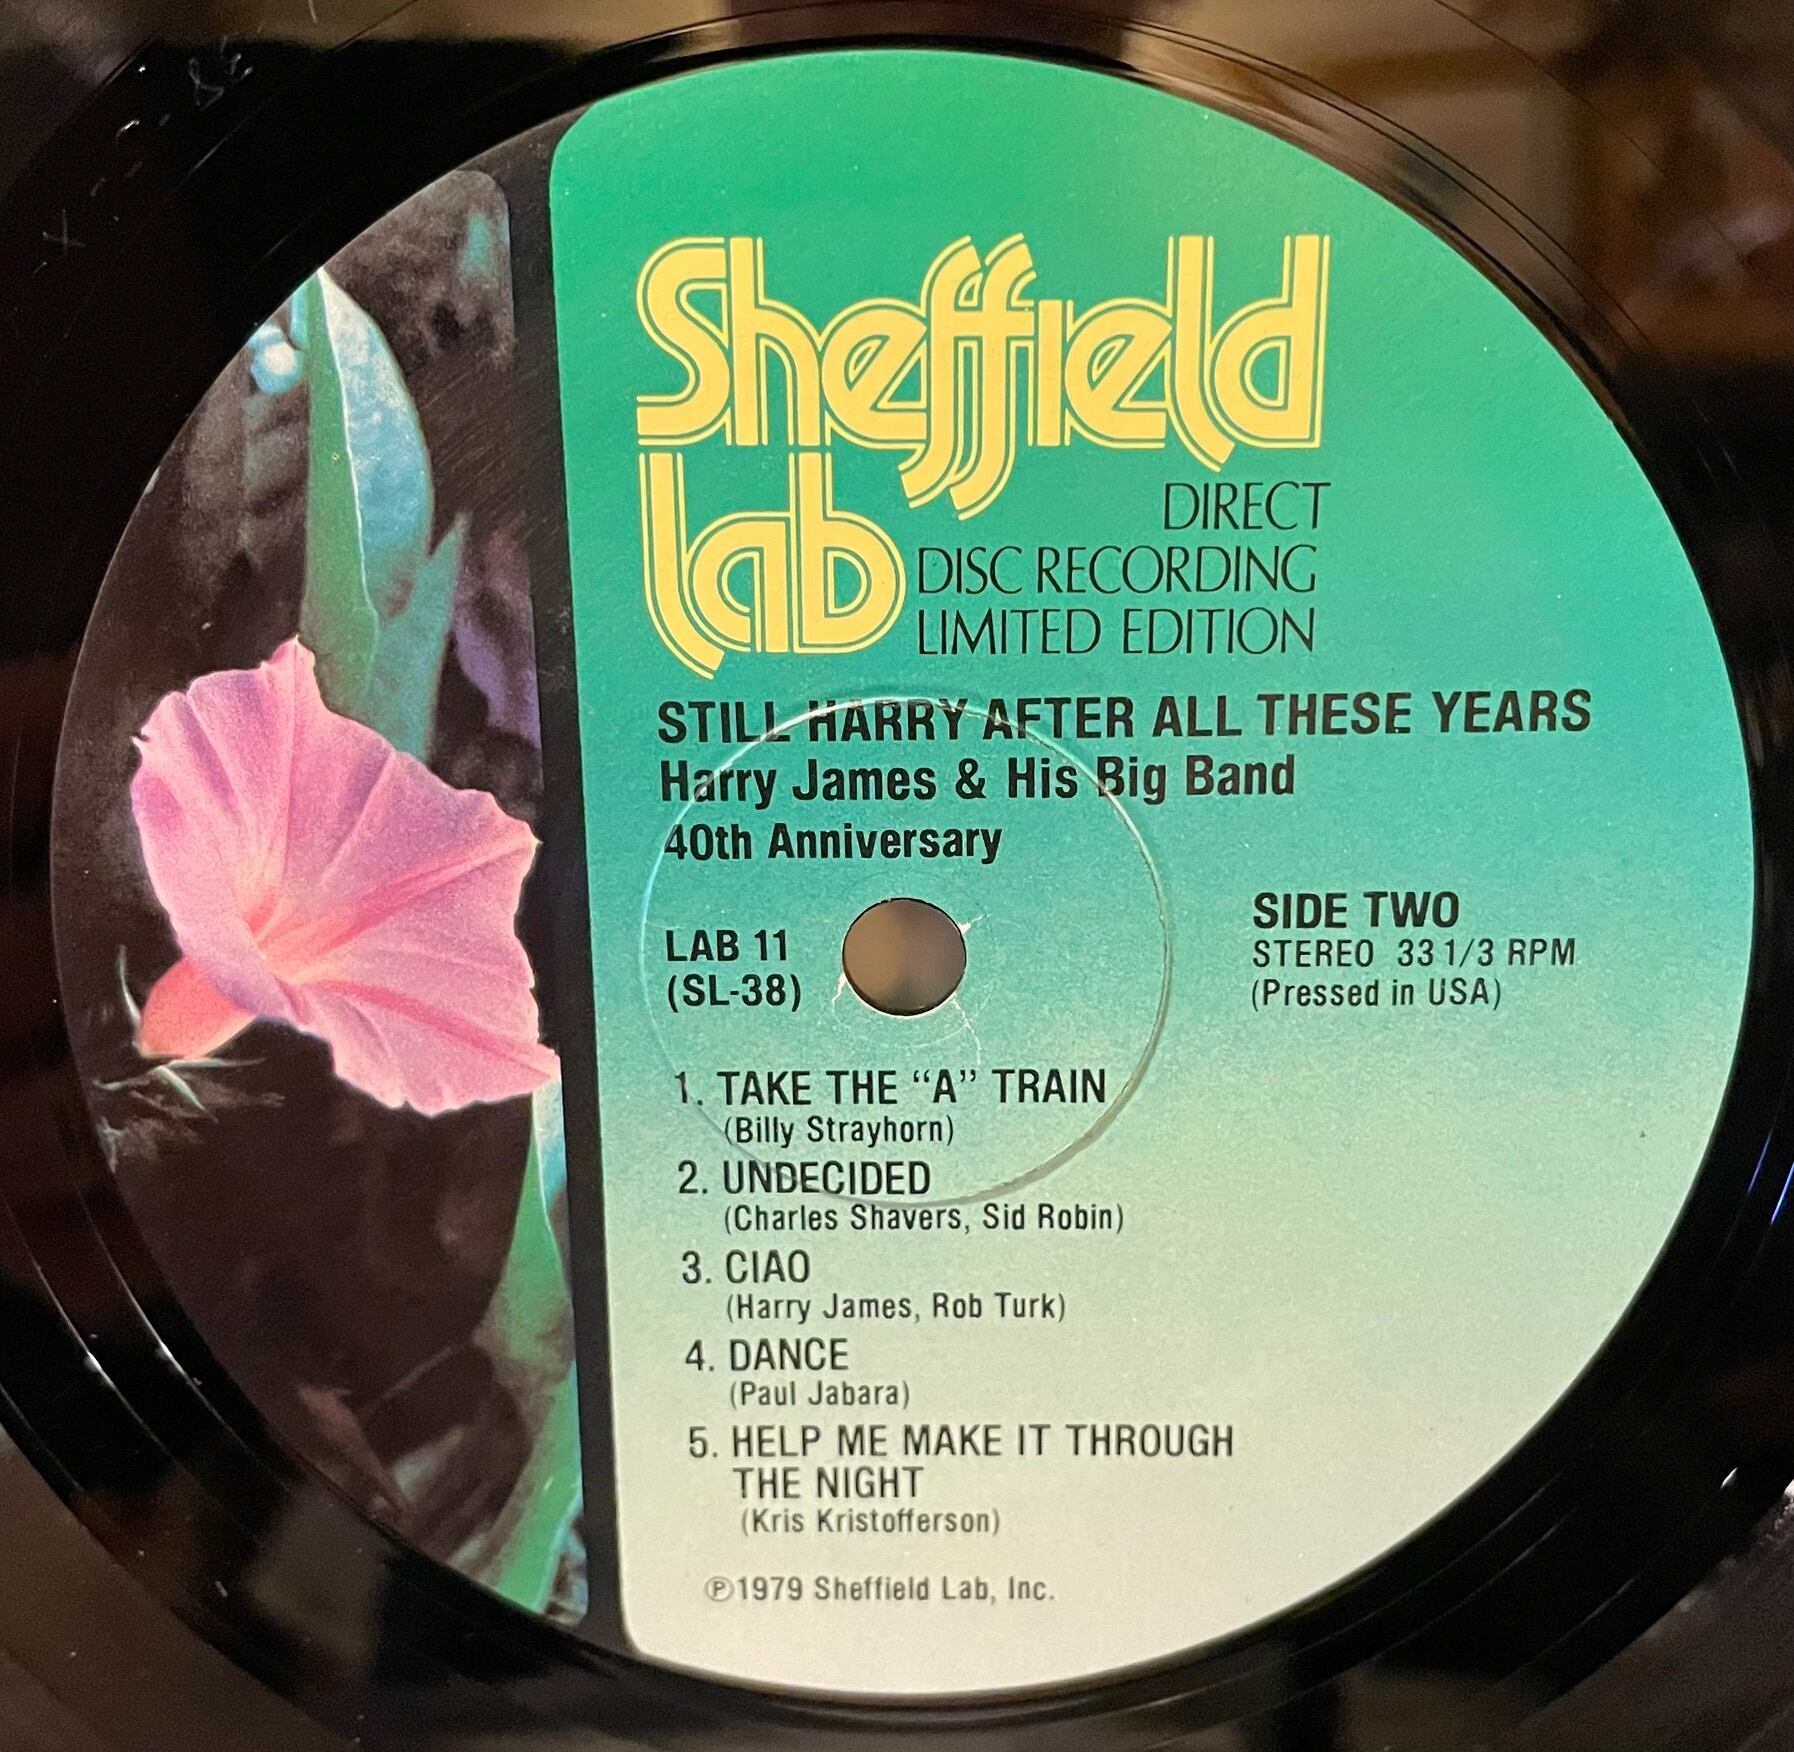 Sheffield
Lab
DIRECT
DISC RECORDING
LIMITED EDITION
STILL HARRY AFTER ALL THESE YEARS
Harry James & His Big Band
40th Anniversary
LAB 11
(SL-38)
SIDE TWO
STEREO 33 1/3 RPM
(Pressed in USA)
1. TAKE THE “A” TRAIN
(Billy Strayhorn)
2. UNDECIDED
(Charles Shavers, Sid Robin)
3. CIAO
(Harry James, Rob Turk)
4. DANCE
(Paul Jabara)
5. HELP ME MAKE IT THROUGH
THE NIGHT
(Kris Kristofferson)
℗1979 Sheffield Lab, Inc.